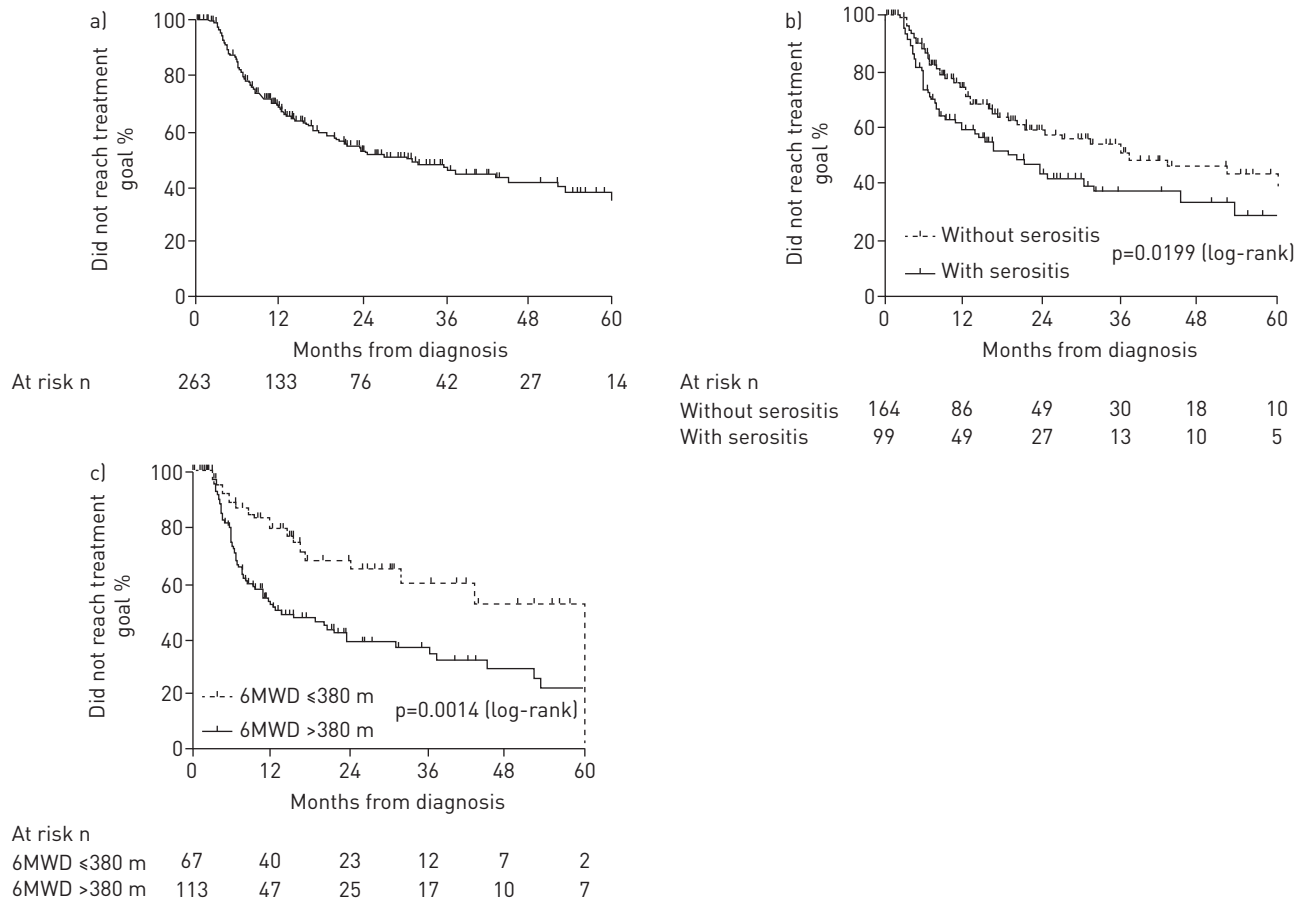 a)
Did not reach treatment
goal %
100
80
60
40
20
0
0 12 24 36 48 60
Months from diagnosis
At risk n 263 133 76 42 27 14
b)
Did not reach treatment
goal %
100
80
60
40
20
0
Without serositis
With serositis
p=0.0199 (log-rank)
0 12 24 36 48 60
Months from diagnosis
At risk n
Without serositis 164 86 49 30 18 10
With serositis 99 49 27 13 10 5
c)
Did not reach treatment
goal %
100
80
60
40
20
0
6MWD ≤380 m
6MWD >380 m
p=0.0014 (log-rank)
0 12 24 36 48 60
Months from diagnosis
At risk n
6MWD ≤380 m 67 40 23 12 7 2
6MWD >380 m 113 47 25 17 10 7